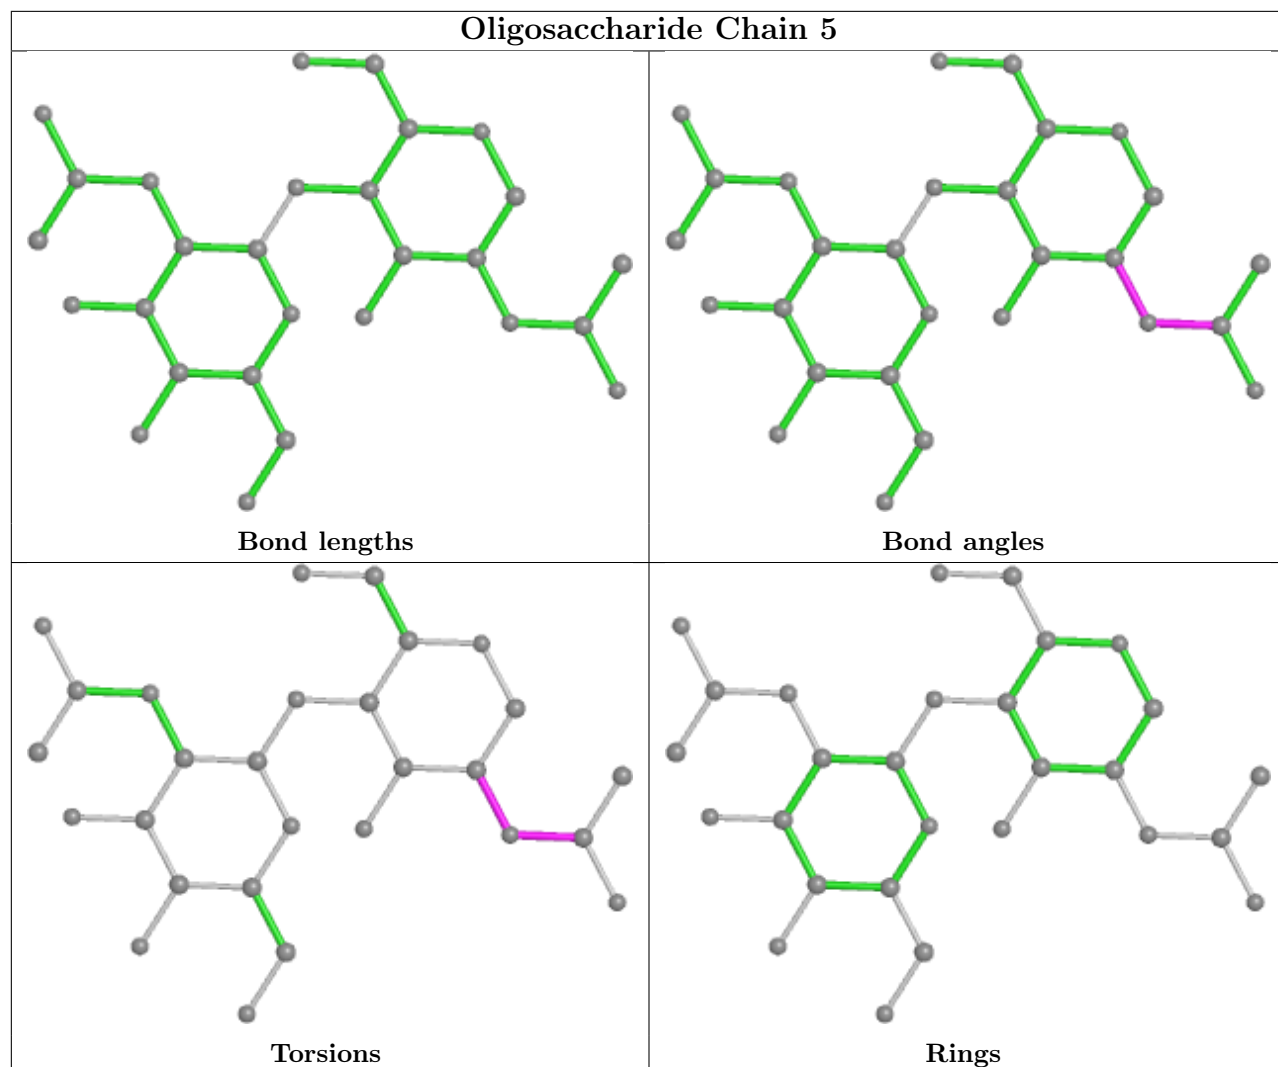 Oligosaccharide Chain 5
Bond lengths
Bond angles
Torsions
Rings